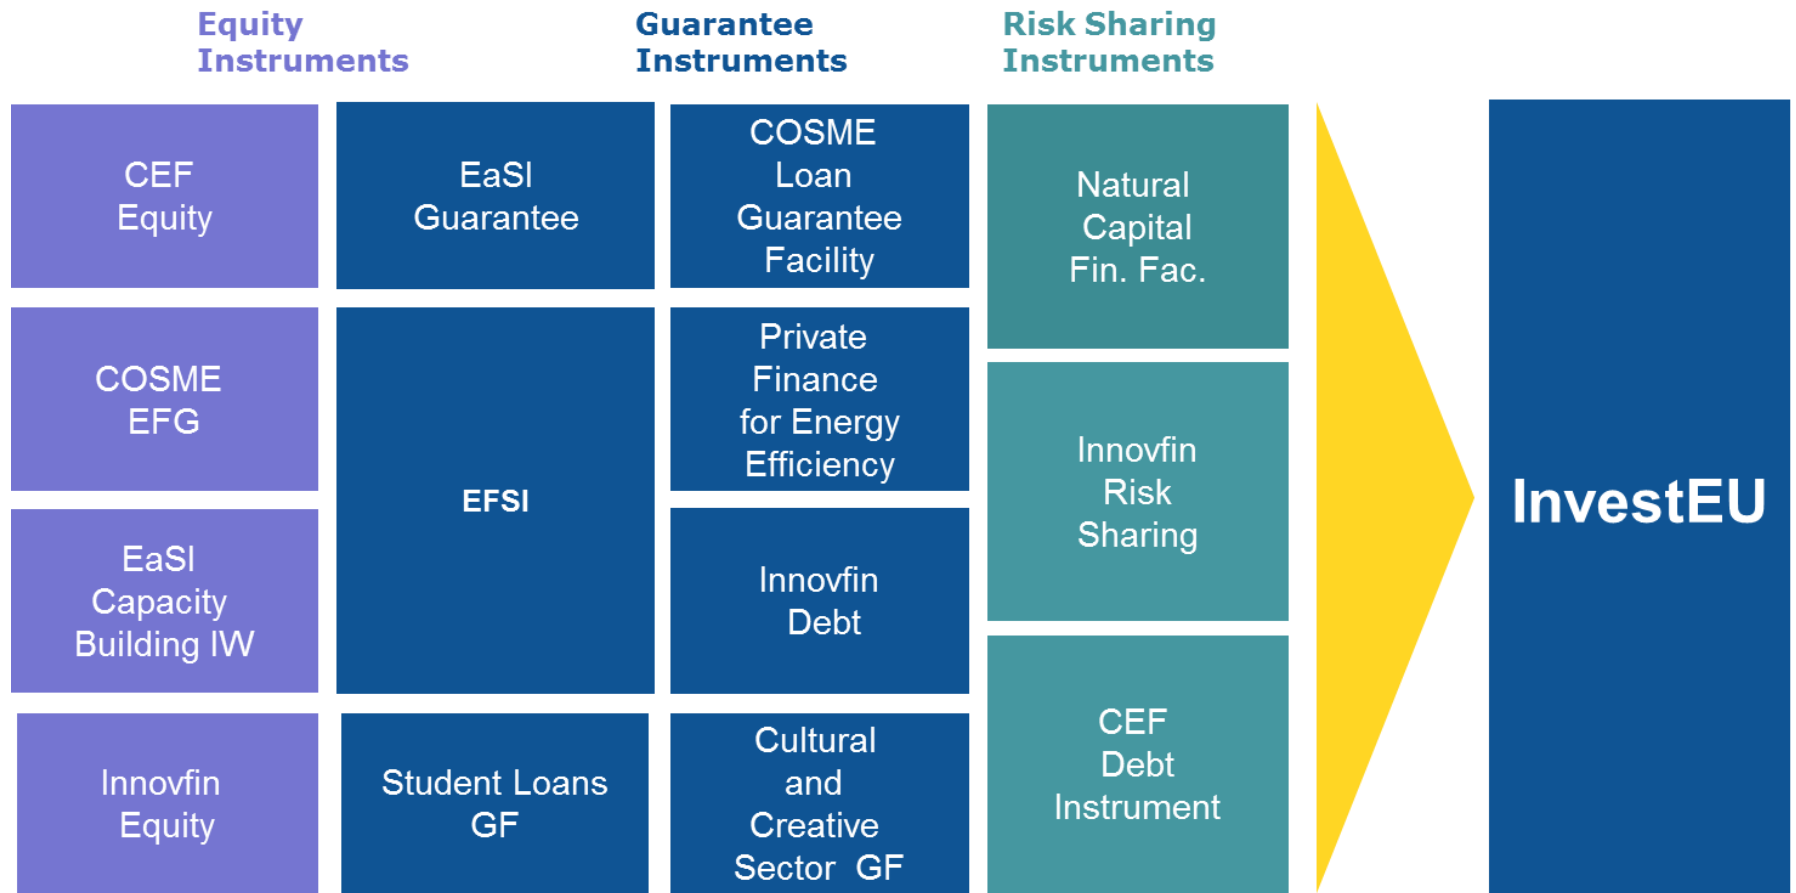 Equity
Instruments
Guarantee
Instruments
Risk Sharing
Instruments
CEF
Equity
EaSI
Guarantee
COSME
Loan
Guarantee
Facility
Natural
Capital
Fin. Fac.
COSME
EFG
EFSI
Private
Finance
for Energy
Efficiency
Innovfin
Risk
Sharing
InvestEU
EaSI
Capacity
Building IW
Innovfin
Debt
CEF
Debt
Instrument
Innovfin
Equity
Student Loans
GF
Cultural
and
Creative
Sector GF